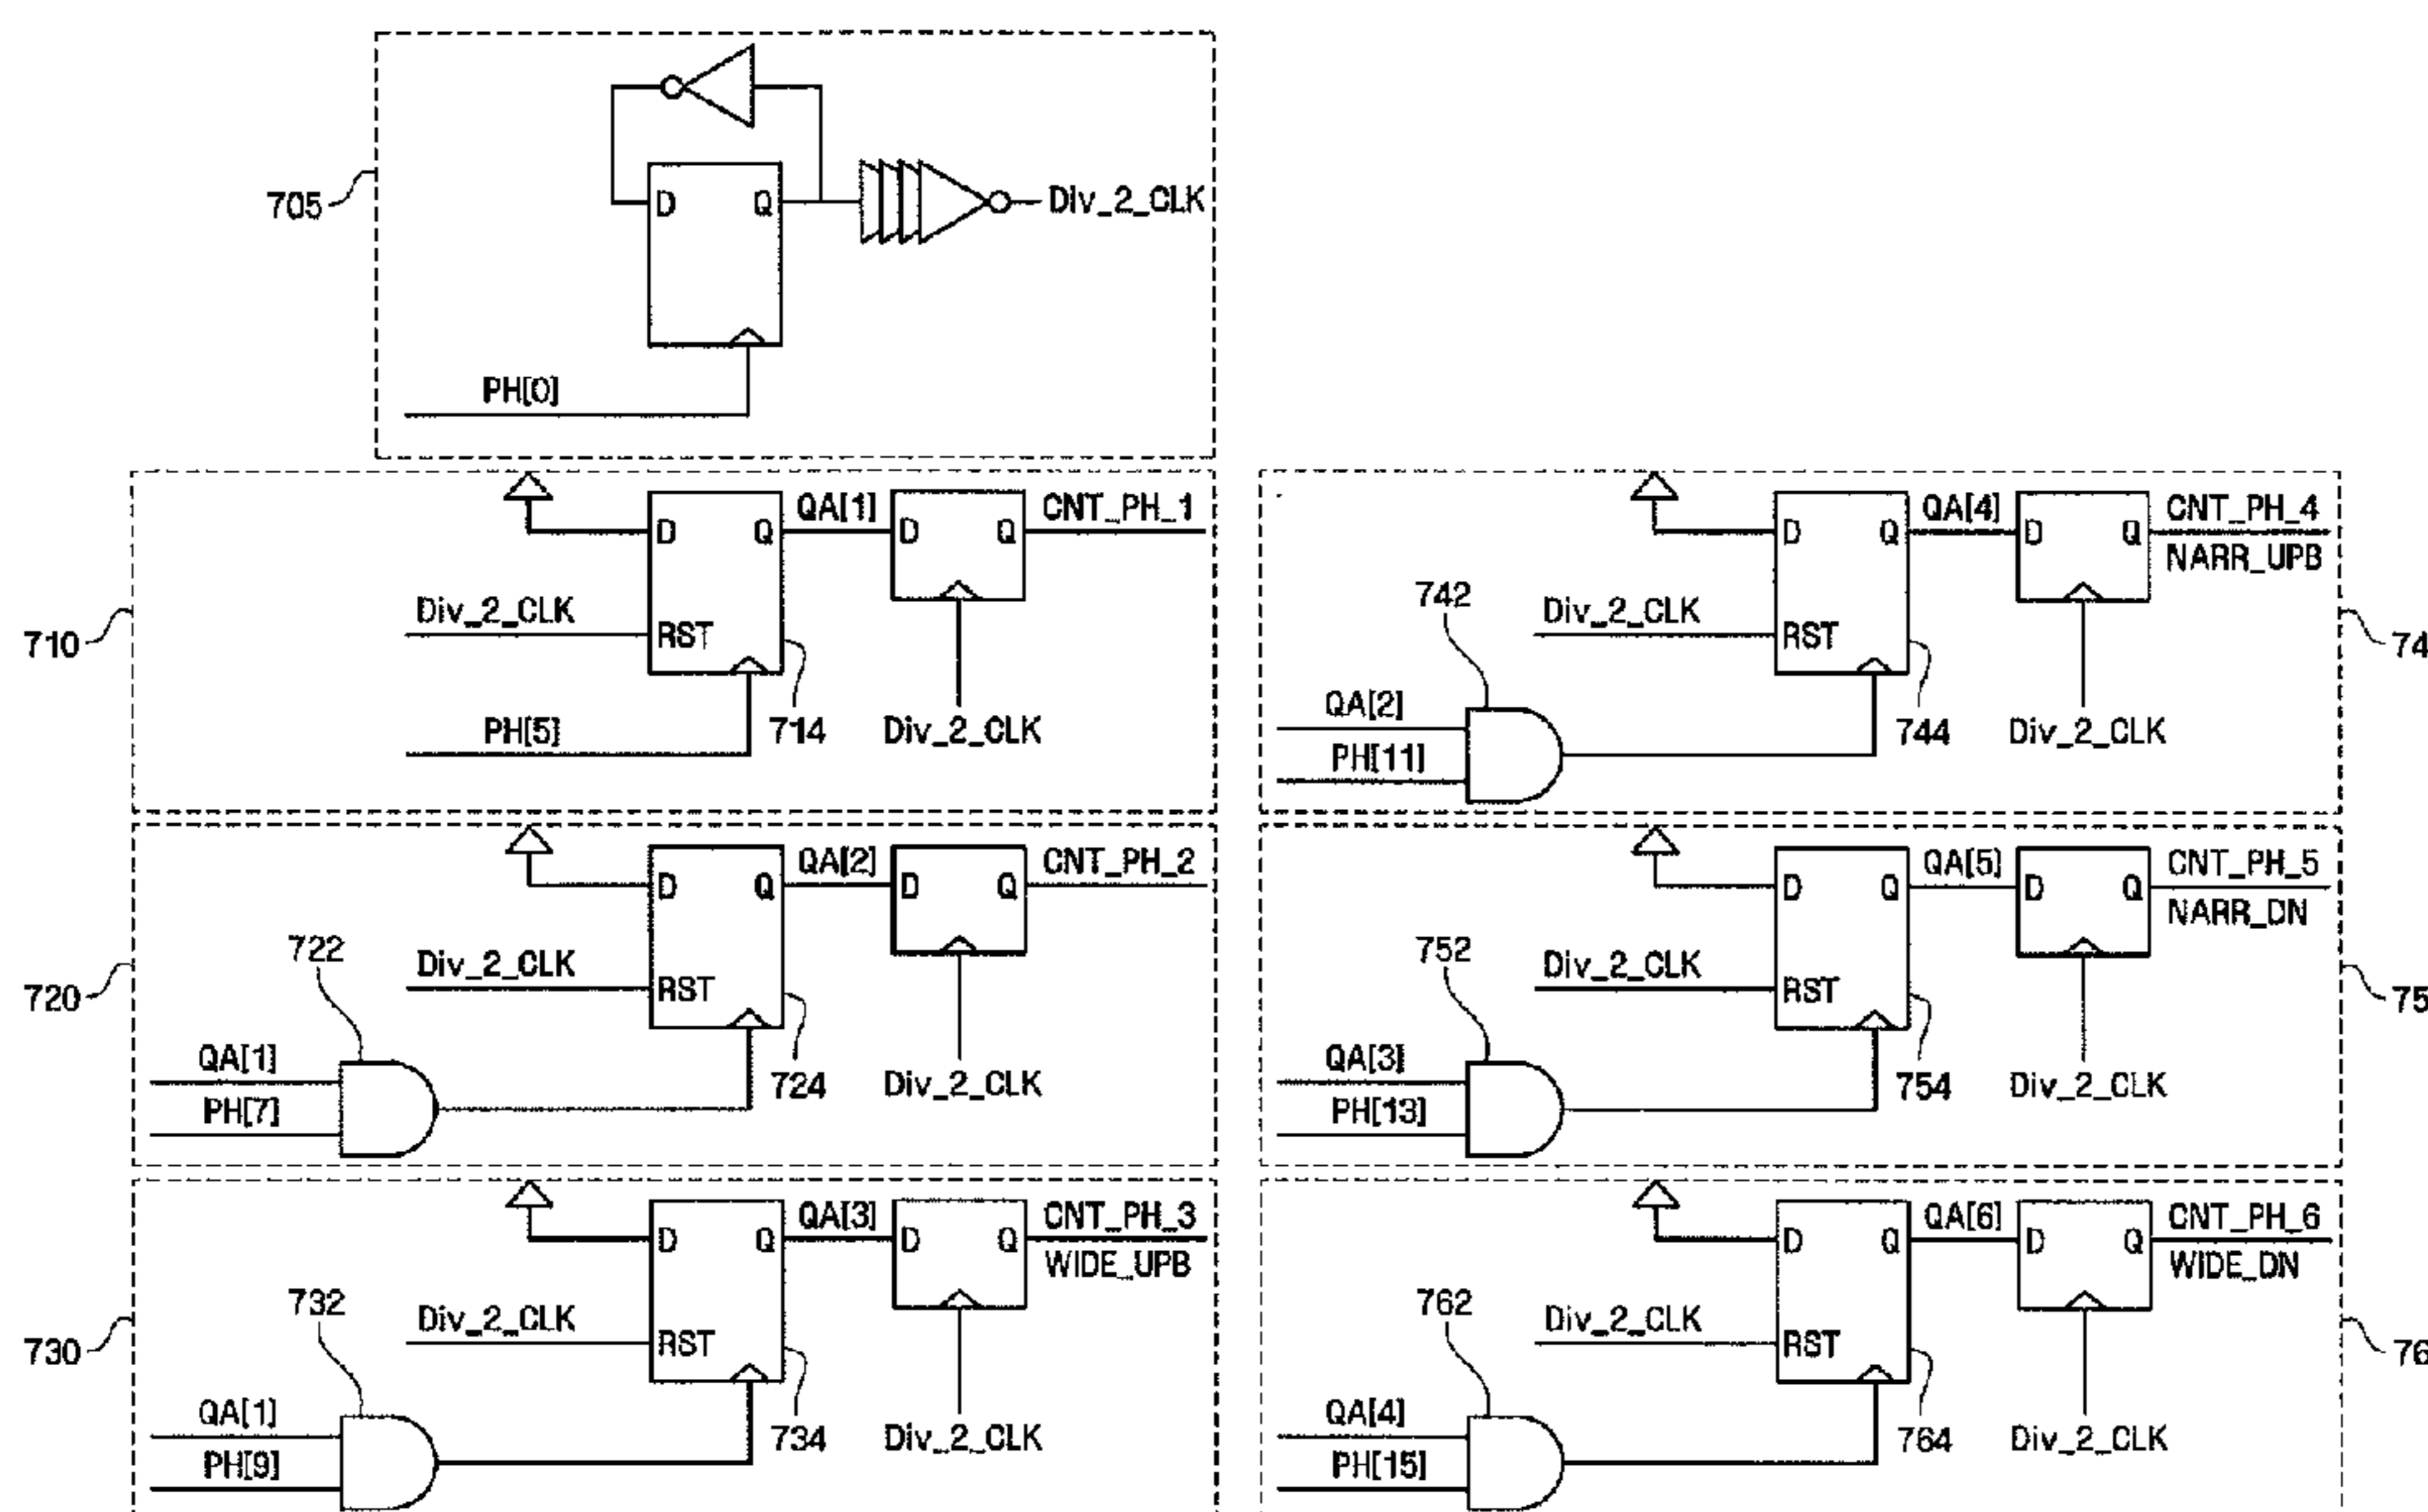 705
D Q
Div_2_CLK
PH[0]
710
D Q
QA[1]
D Q
CNT_PH_1
Div_2_CLK
RST
PH[5]
714
Div_2_CLK
720
722
D Q
QA[2]
D Q
CNT_PH_2
Div_2_CLK
RST
QA[1]
PH[7]
724
Div_2_CLK
730
732
D Q
QA[3]
D Q
CNT_PH_3
WIDE_UPB
Div_2_CLK
RST
QA[1]
PH[9]
734
Div_2_CLK
742
D Q
QA[4]
D Q
CNT_PH_4
NARR_UPB
Div_2_CLK
RST
74
QA[2]
PH[11]
744
Div_2_CLK
752
D Q
QA[5]
D Q
CNT_PH_5
NARR_DN
Div_2_CLK
RST
75
QA[3]
PH[13]
754
Div_2_CLK
762
D Q
QA[6]
D Q
CNT_PH_6
WIDE_DN
Div_2_CLK
RST
76
QA[4]
PH[15]
764
Div_2_CLK